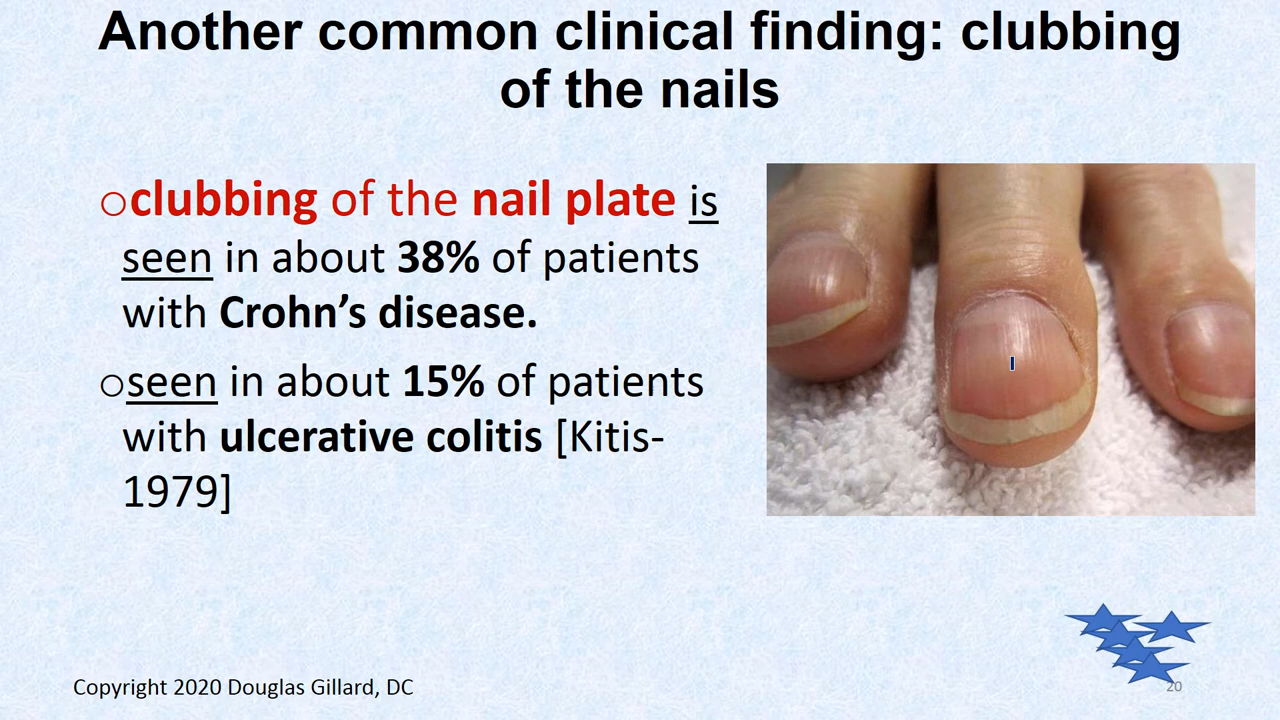 Another common clinical finding: clubbing
of the nails
○clubbing of the nail plate is
seen in about 38% of patients
with Crohn’s disease.
○seen in about 15% of patients
with ulcerative colitis [Kitis-
1979]
Copyright 2020 Douglas Gillard, DC
20